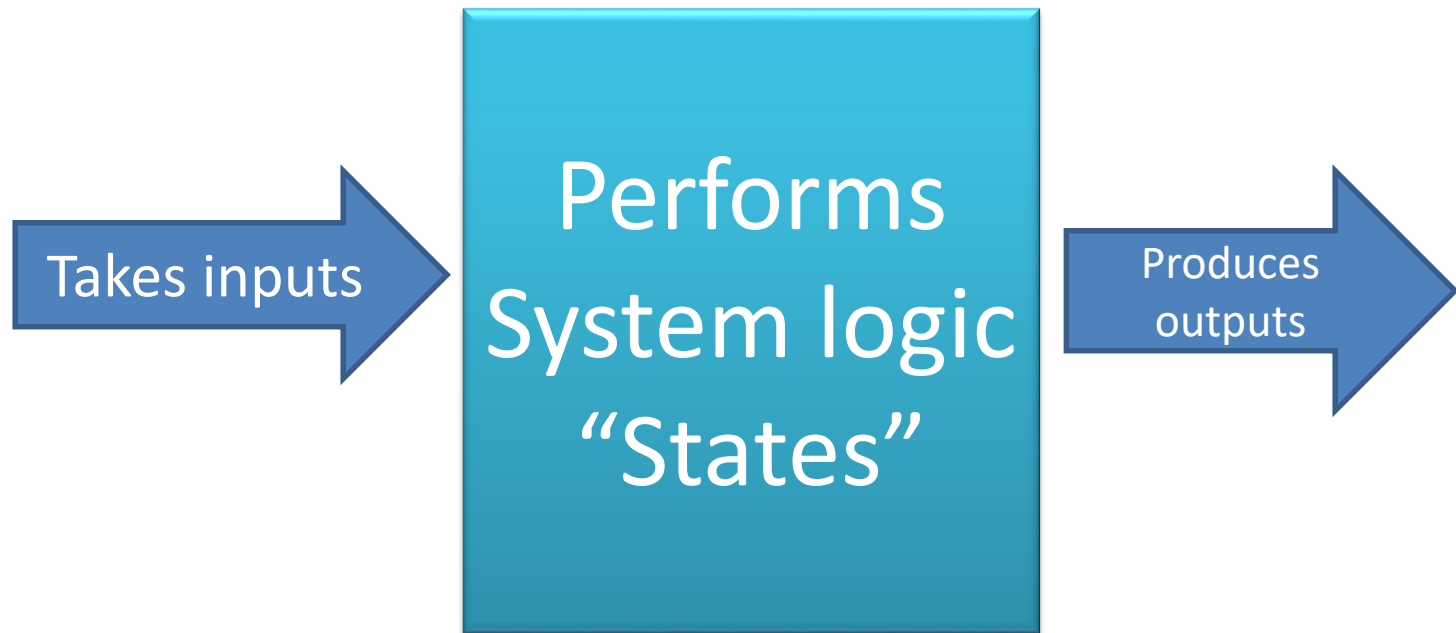 Takes inputs
Performs
System logic
“States”
Produces
outputs